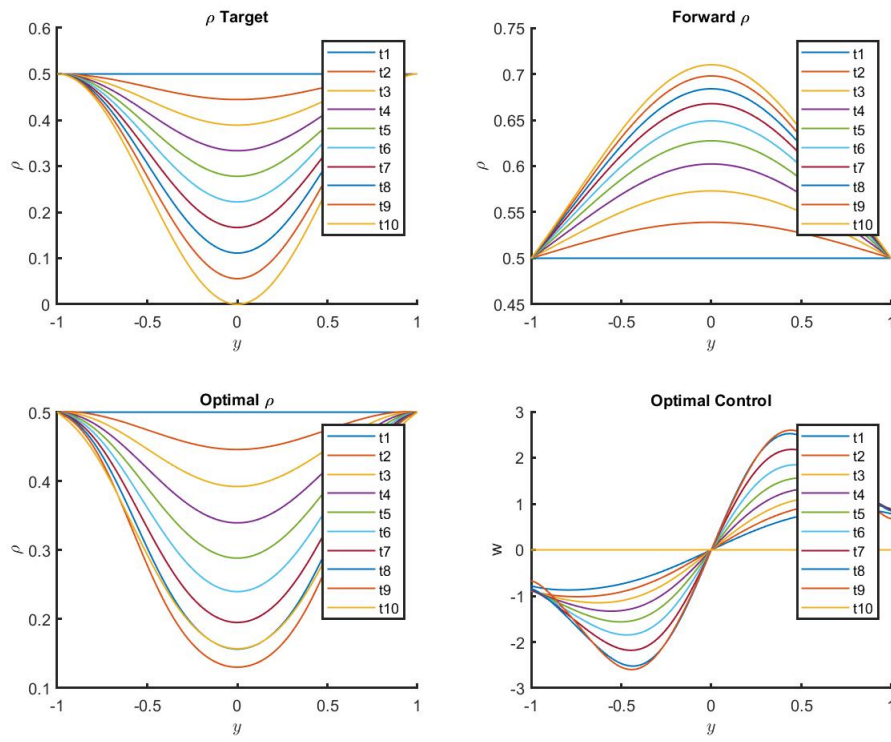 ρ Target
0.6
0.5
0.4
0.3
0.2
0.1
0
ρ
-1
-0.5
0
0.5
1
y
t1
t2
t3
t4
t5
t6
t7
t8
t9
t10
Forward ρ
0.75
0.7
0.65
0.6
0.55
0.5
0.45
ρ
-1
-0.5
0
0.5
1
y
t1
t2
t3
t4
t5
t6
t7
t8
t9
t10
Optimal ρ
0.5
0.4
0.3
0.2
0.1
ρ
-1
-0.5
0
0.5
1
y
t1
t2
t3
t4
t5
t6
t7
t8
t9
t10
Optimal Control
3
2
1
0
-1
-2
-3
w
-1
-0.5
0
0.5
1
y
t1
t2
t3
t4
t5
t6
t7
t8
t9
t10